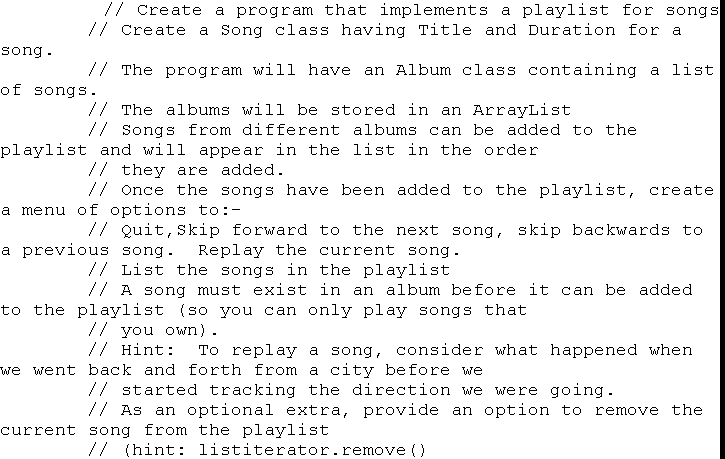 // Create a program that implements a playlist for songs
// Create a Song class having Title and Duration for a
song.
// The program will have an Album class containing a list
of songs.
// The albums will be stored in an ArrayList
// Songs from different albums can be added to the
playlist and will appear in the list in the order
// they are added.
// Once the songs have been added to the playlist, create
a menu of options to:-
// Quit,Skip forward to the next song, skip backwards to
a previous song.  Replay the current song.
// List the songs in the playlist
// A song must exist in an album before it can be added
to the playlist (so you can only play songs that
// you own).
// Hint:  To replay a song, consider what happened when
we went back and forth from a city before we
// started tracking the direction we were going.
// As an optional extra, provide an option to remove the
current song from the playlist
// (hint: listiterator.remove()